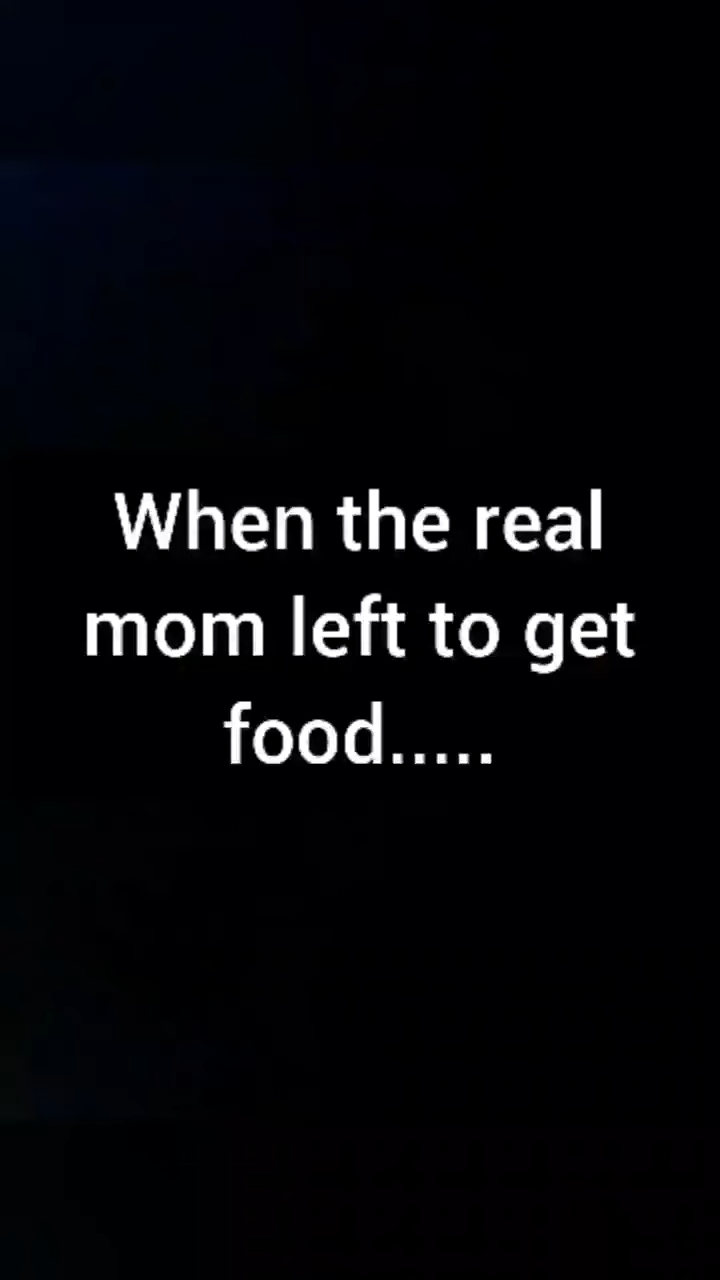 When the real
mom left to get
food.....